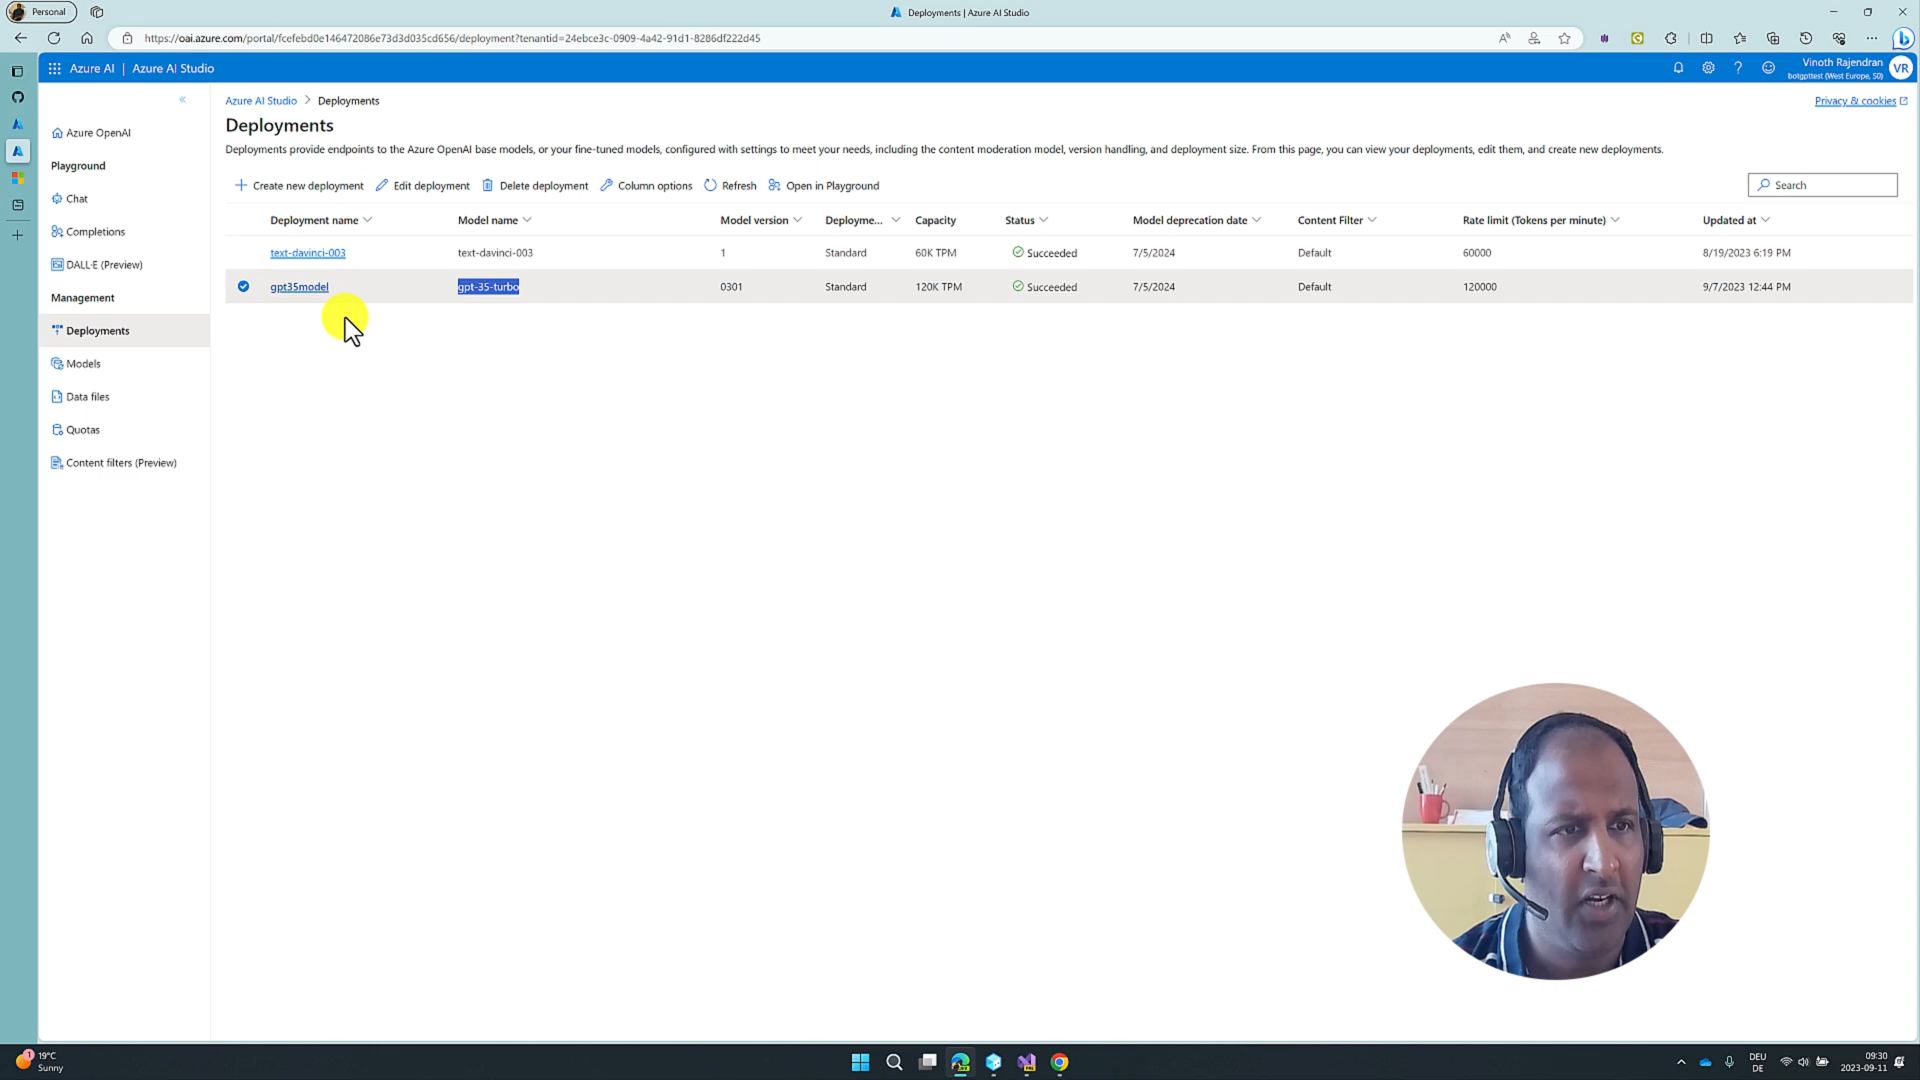 Personal
Deployments | Azure AI Studio
https://oai.azure.com/portal/fcefebd0e146472086e73d3d035cd656/deployment?tenantid=24ebce3c-0909-4a42-91d1-8286df222d45
Azure AI | Azure AI Studio
Vinoth Rajendran
botgpttest (West Europe, S0)
VR
Azure AI Studio > Deployments
Privacy & cookies
Deployments
Deployments provide endpoints to the Azure OpenAI base models, or your fine-tuned models, configured with settings to meet your needs, including the content moderation model, version handling, and deployment size. From this page, you can view your deployments, edit them, and create new deployments.
Create new deployment Edit deployment Delete deployment Column options Refresh Open in Playground Search
Deployment name Model name Model version Deployme... Capacity Status Model deprecation date Content Filter Rate limit (Tokens per minute) Updated at
text-davinci-003 text-davinci-003 1 Standard 60K TPM Succeeded 7/5/2024 Default 60000 8/19/2023 6:19 PM
gpt35model gpt-35-turbo 0301 Standard 120K TPM Succeeded 7/5/2024 Default 120000 9/7/2023 12:44 PM
Azure OpenAI
Playground
Chat
Completions
DALL·E (Preview)
Management
Deployments
Models
Data files
Quotas
Content filters (Preview)
1
19°C
Sunny
DEU
DE
09:30
2023-09-11